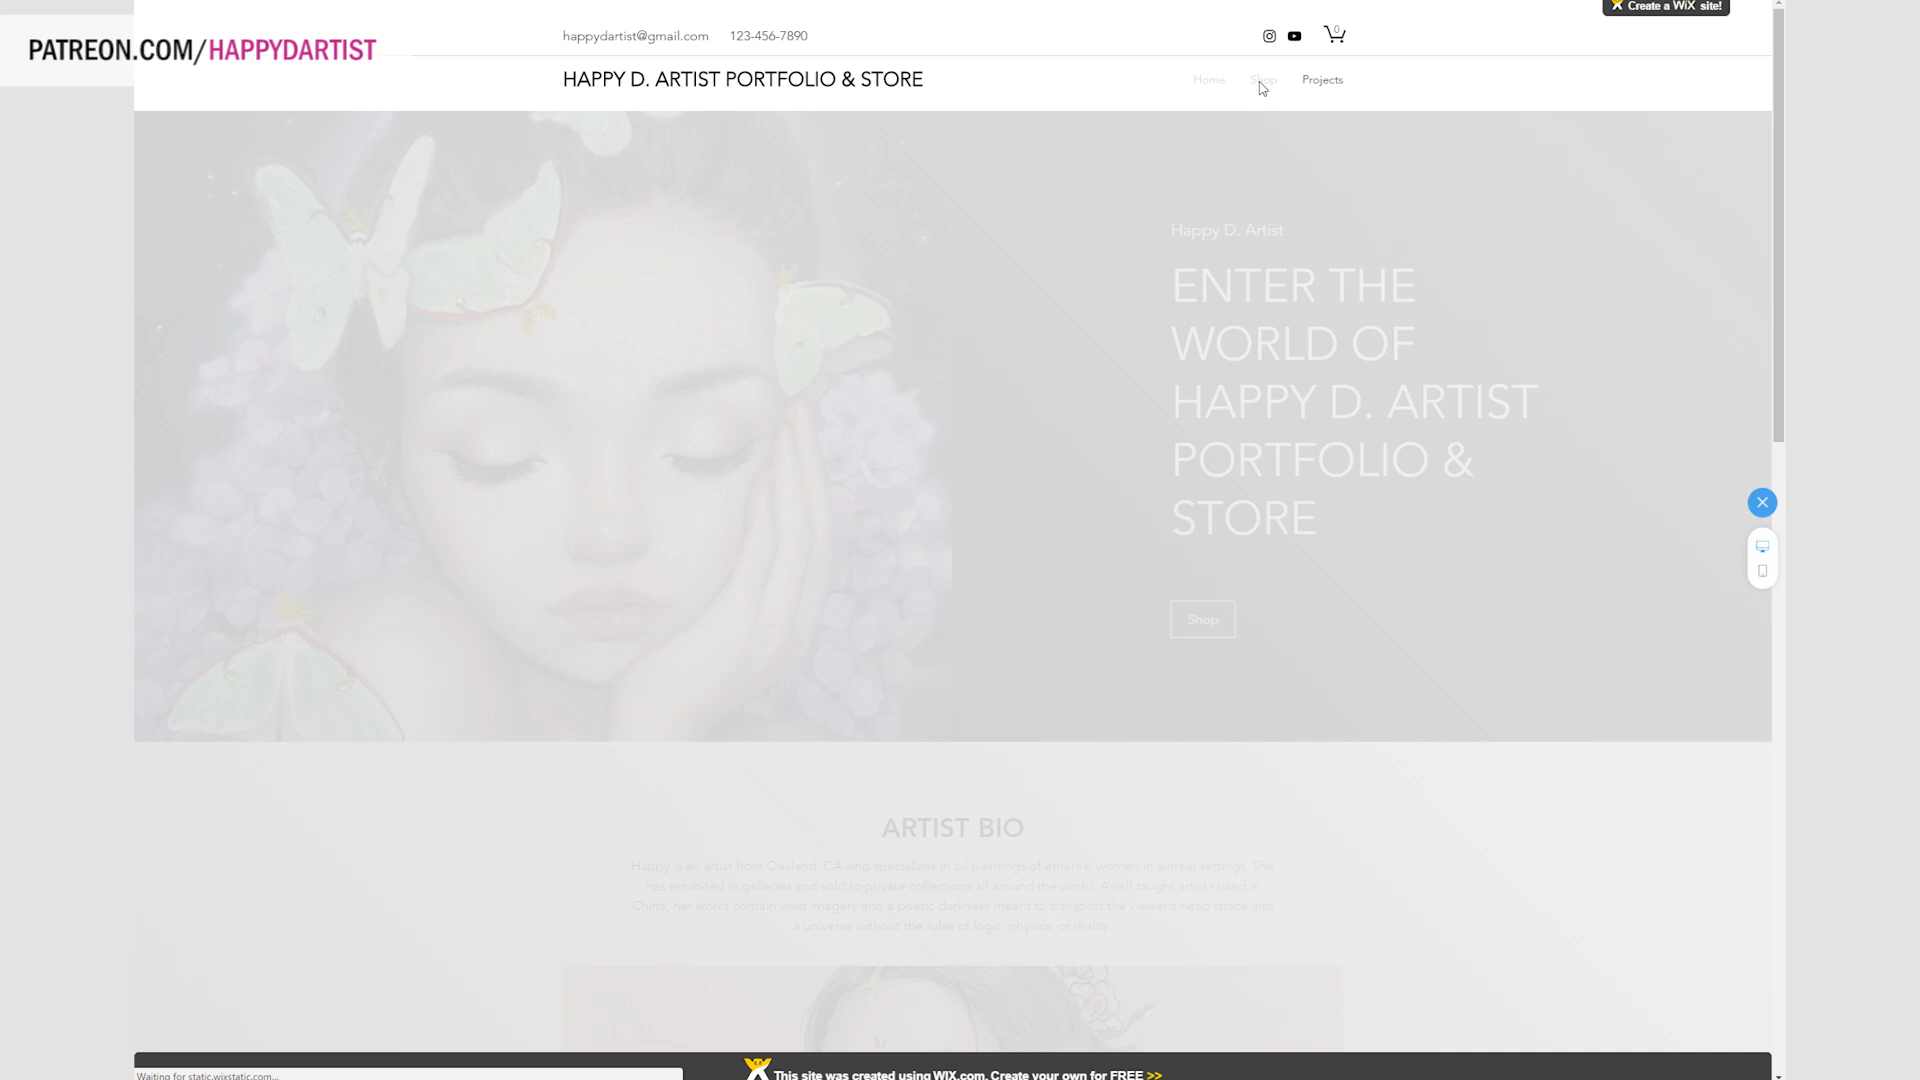 Create a WiX site!
happydartist@gmail.com 123-456-7890
0
PATREON.COM/HAPPYDARTIST
HAPPY D. ARTIST PORTFOLIO & STORE
Home Shop Projects
Happy D. Artist
ENTER THE
WORLD OF
HAPPY D. ARTIST
PORTFOLIO &
STORE
Shop
ARTIST BIO
Happy is an artist from Oakland, CA who specializes in oil paintings of ethereal women in surreal settings. She
has exhibited in galleries and sold to private collections all around the world. A self taught artist raised in
China, her works contain vivid imagery and a poetic darkness meant to transport the viewer's head space into
a universe without the rules of logic, physics, or reality.
Waiting for static.wixstatic.com...
This site was created using WIX.com. Create your own for FREE >>